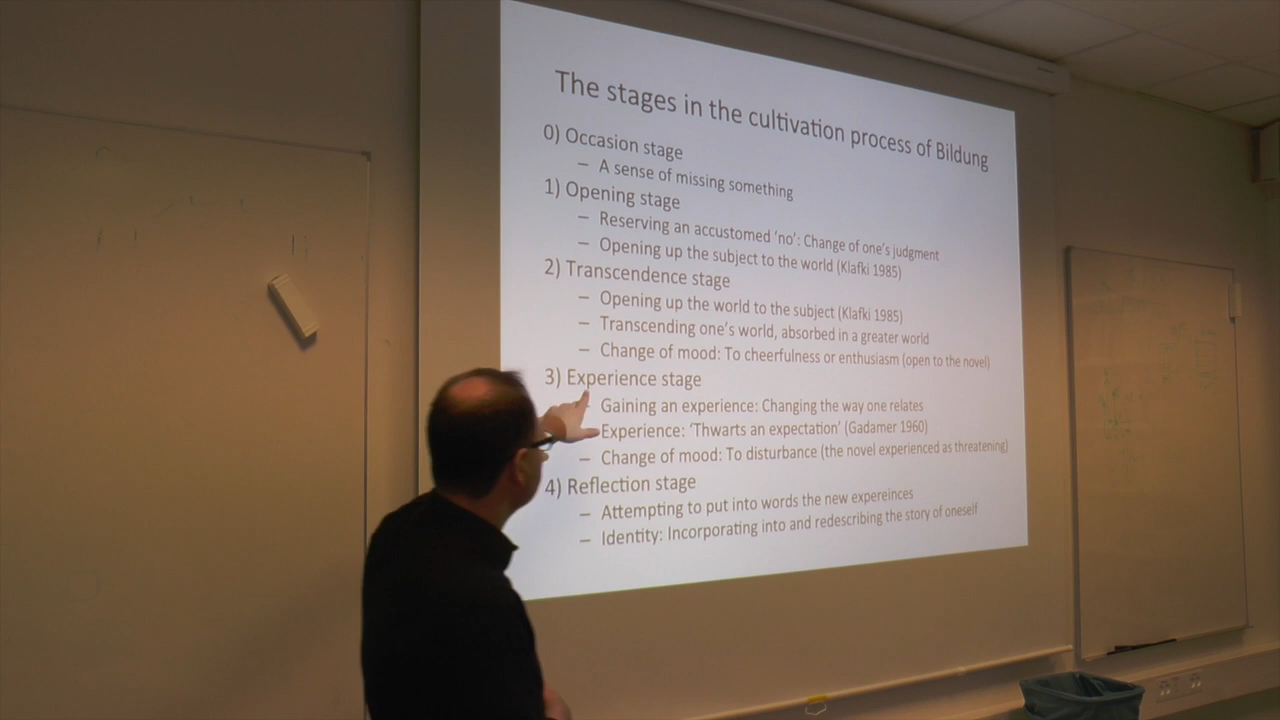 The stages in the cultivation process of Bildung
0) Occasion stage
– A sense of missing something
1) Opening stage
– Reserving an accustomed ‘no’: Change of one’s judgment
– Opening up the subject to the world (Klafki 1985)
2) Transcendence stage
– Opening up the world to the subject (Klafki 1985)
– Transcending one’s world, absorbed in a greater world
– Change of mood: To cheerfulness or enthusiasm (open to the novel)
3) Experience stage
– Gaining an experience: Changing the way one relates
Experience: ‘Thwarts an expectation’ (Gadamer 1960)
– Change of mood: To disturbance (the novel experienced as threatening)
4) Reflection stage
– Attempting to put into words the new expereinces
– Identity: Incorporating into and redescribing the story of oneself